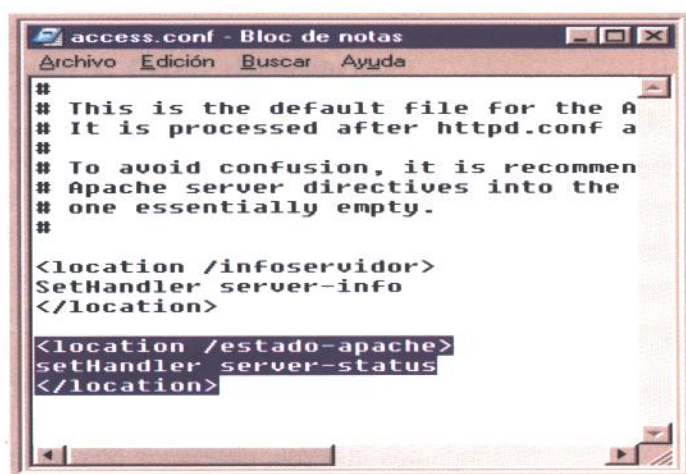 access.conf - Bloc de notas
Archivo Edición Buscar Ayuda
#
# This is the default file for the A
# It is processed after httpd.conf a
#
# To avoid confusion, it is recommen
# Apache server directives into the
# one essentially empty.
#
<location /infoservidor>
SetHandler server-info
</location>
<location /estado-apache>
setHandler server-status
</location>